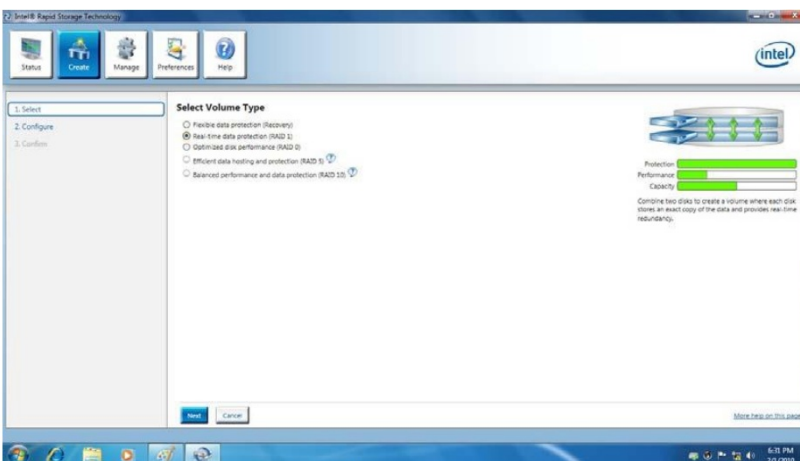 Intel® Rapid Storage Technology
Status
Create
Manage
Preferences
Help
intel
1. Select
2. Configure
3. Confirm
Select Volume Type
Flexible data protection (Recovery)
Real-time data protection (RAID 1)
Optimized disk performance (RAID 0)
Efficient data hosting and protection (RAID 5)
Balanced performance and data protection (RAID 10)
Protection
Performance
Capacity
Combine two disks to create a volume where each disk
stores an exact copy of the data and provides real-time
redundancy.
Next
Cancel
More help on this page
6:31 PM